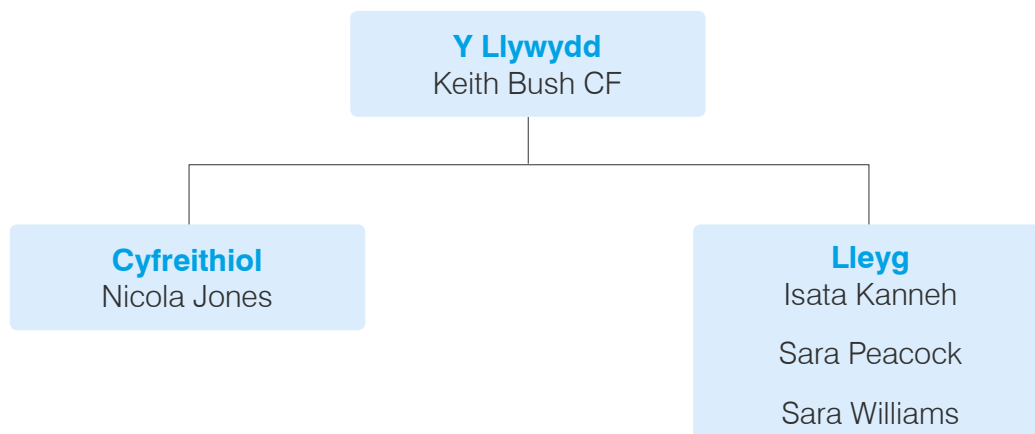 Y Llywydd
Keith Bush CF
Cyfreithiol
Nicola Jones
Lleyg
Isata Kanneh
Sara Peacock
Sara Williams